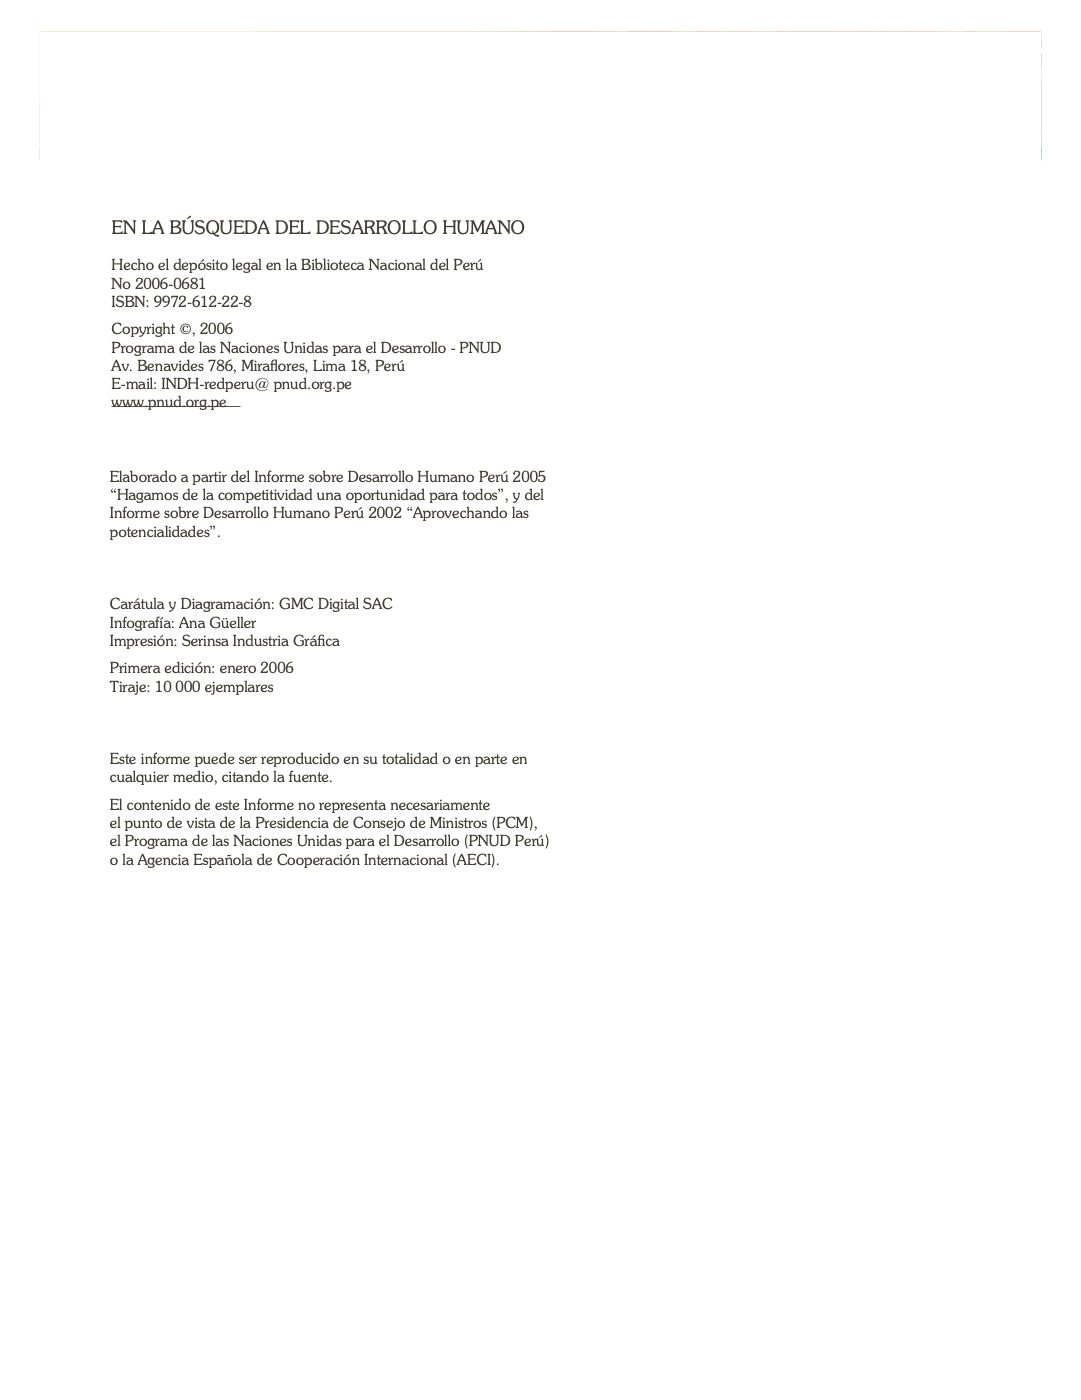 EN LA BÚSQUEDA DEL DESARROLLO HUMANO
Hecho el depósito legal en la Biblioteca Nacional del Perú
No 2006-0681
ISBN: 9972-612-22-8
Copyright ©, 2006
Programa de las Naciones Unidas para el Desarrollo - PNUD
Av. Benavides 786, Miraflores, Lima 18, Perú
E-mail: INDH-redperu@ pnud.org.pe
www.pnud.org.pe
Elaborado a partir del Informe sobre Desarrollo Humano Perú 2005
“Hagamos de la competitividad una oportunidad para todos”, y del
Informe sobre Desarrollo Humano Perú 2002 “Aprovechando las
potencialidades”.
Carátula y Diagramación: GMC Digital SAC
Infografía: Ana Güeller
Impresión: Serinsa Industria Gráfica
Primera edición: enero 2006
Tiraje: 10 000 ejemplares
Este informe puede ser reproducido en su totalidad o en parte en
cualquier medio, citando la fuente.
El contenido de este Informe no representa necesariamente
el punto de vista de la Presidencia de Consejo de Ministros (PCM),
el Programa de las Naciones Unidas para el Desarrollo (PNUD Perú)
o la Agencia Española de Cooperación Internacional (AECI).